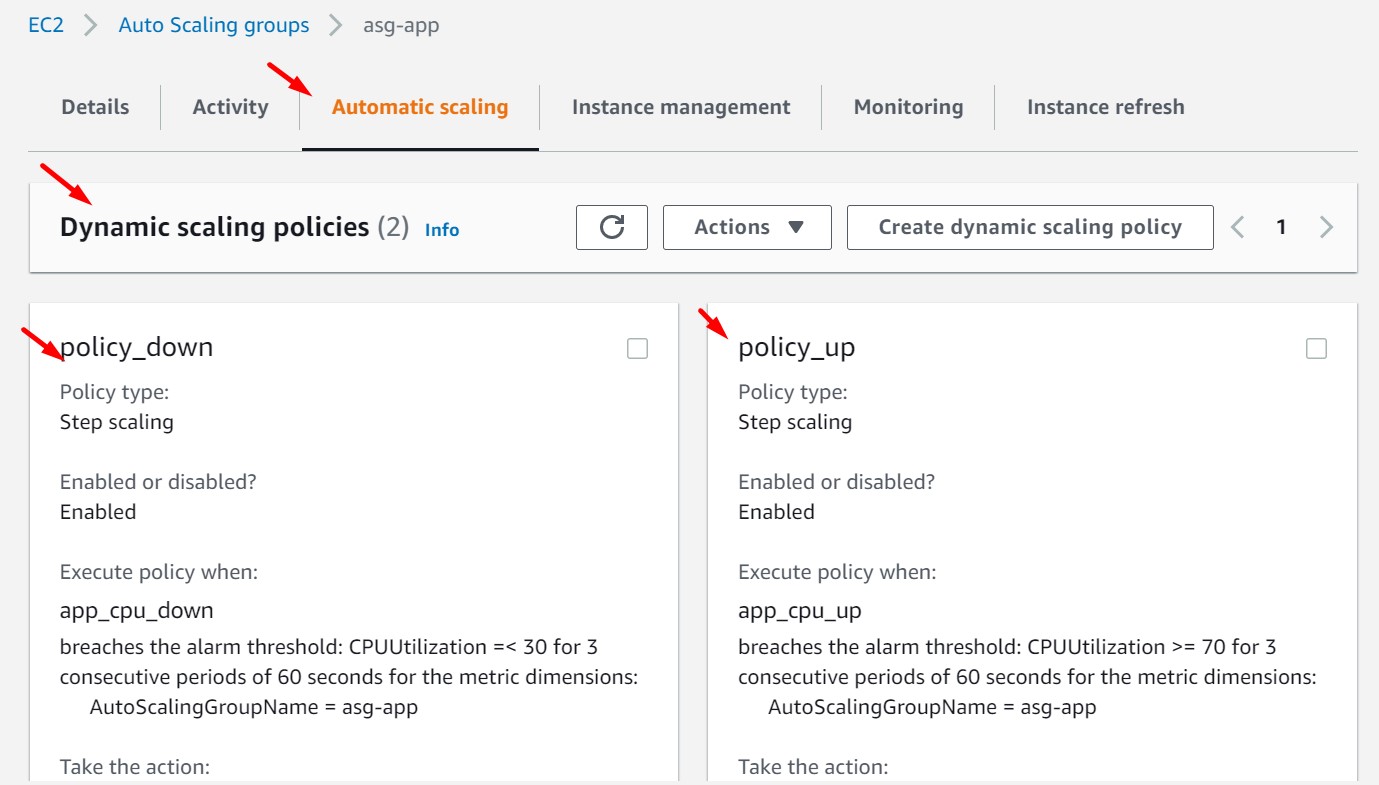 EC2 > Auto Scaling groups > asg-app
Details Activity Automatic scaling Instance management Monitoring Instance refresh
Dynamic scaling policies (2) Info Actions Create dynamic scaling policy 1
policy_down
Policy type:
Step scaling
Enabled or disabled?
Enabled
Execute policy when:
app_cpu_down
breaches the alarm threshold: CPUUtilization =< 30 for 3
consecutive periods of 60 seconds for the metric dimensions:
AutoScalingGroupName = asg-app
Take the action:
policy_up
Policy type:
Step scaling
Enabled or disabled?
Enabled
Execute policy when:
app_cpu_up
breaches the alarm threshold: CPUUtilization >= 70 for 3
consecutive periods of 60 seconds for the metric dimensions:
AutoScalingGroupName = asg-app
Take the action: